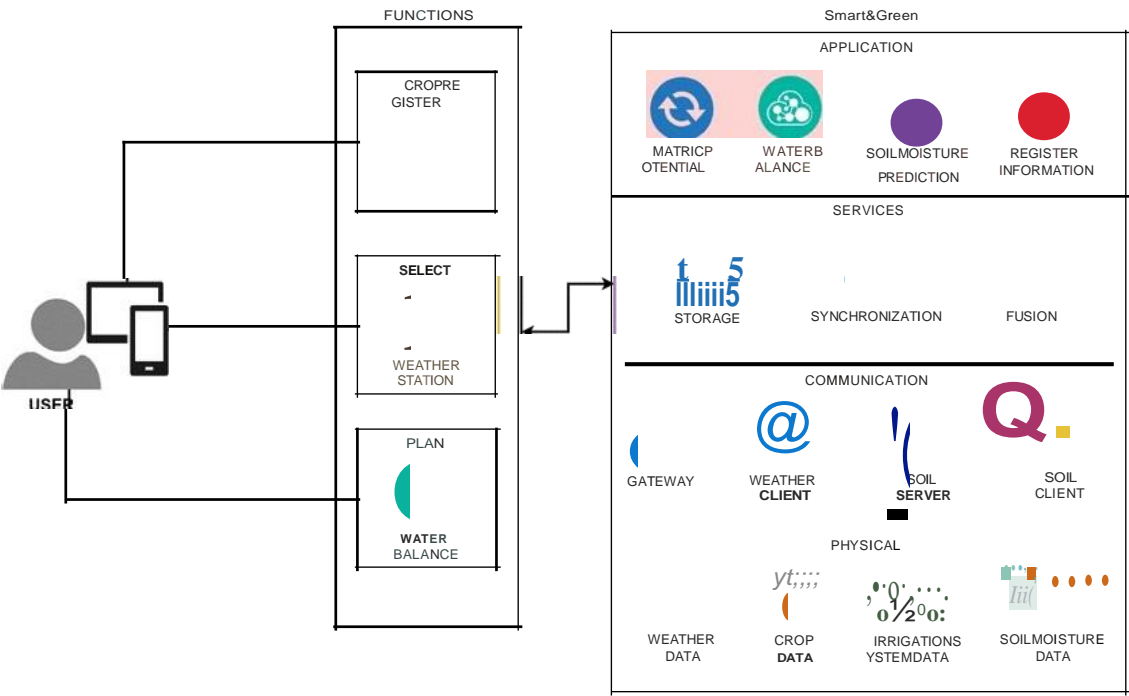 FUNCTIONS
CROPRE
GISTER
SELECT
WEATHER
STATION
PLAN
WATER
BALANCE
USER
Smart&Green
APPLICATION
MATRICP
OTENTIAL
WATERB
ALANCE
SOILMOISTURE
PREDICTION
REGISTER
INFORMATION
SERVICES
t 5
STORAGE
SYNCHRONIZATION
FUSION
COMMUNICATION
@
Q
GATEWAY
WEATHER
CLIENT
SOIL
SERVER
SOIL
CLIENT
PHYSICAL
yt;;;;
WEATHER
DATA
CROP
DATA
IRRIGATIONS
YSTEMDATA
SOILMOISTURE
DATA